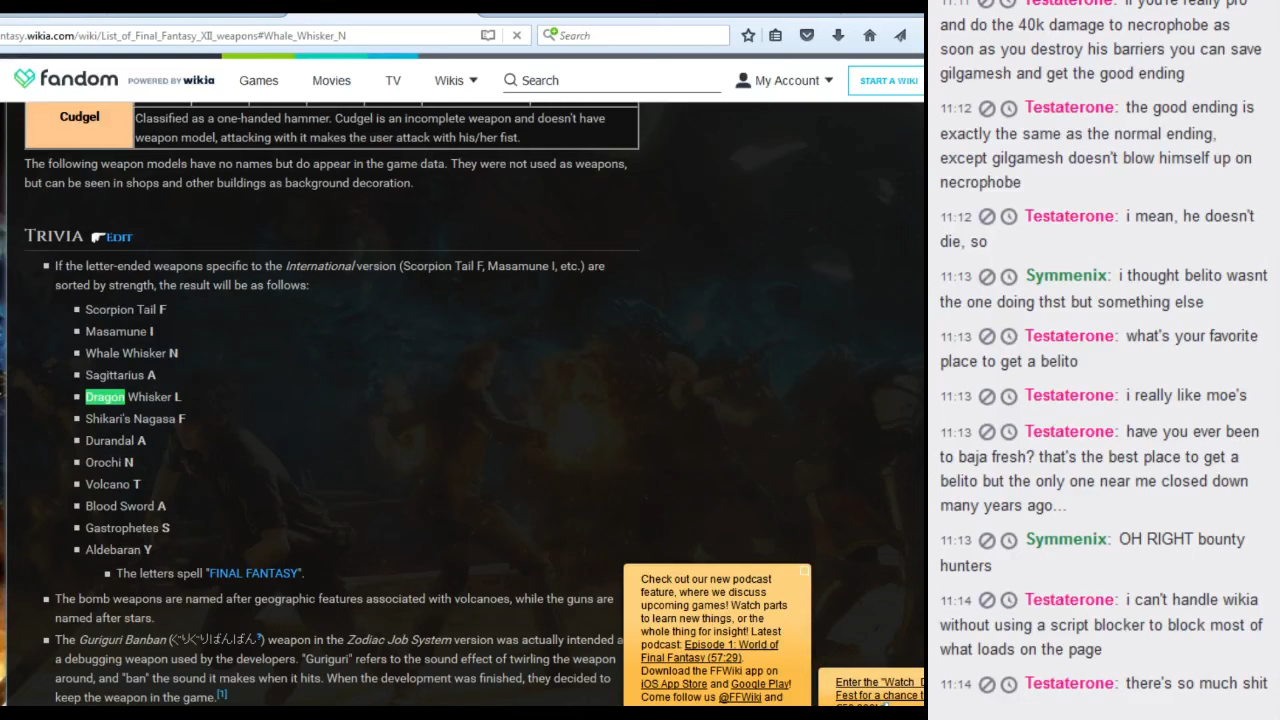 ntasy.wikia.com/wiki/List_of_Final_Fantasy_XII_weapons#Whale_Whisker_N
Search
fandom POWERED BY wikia
Games
Movies
TV
Wikis
Search
My Account
START A WIKI
Cudgel
Classified as a one-handed hammer. Cudgel is an incomplete weapon and doesn't have
weapon model, attacking with it makes the user attack with his/her fist.
The following weapon models have no names but do appear in the game data. They were not used as weapons,
but can be seen in shops and other buildings as background decoration.
TRIVIA EDIT
If the letter-ended weapons specific to the International version (Scorpion Tail F, Masamune I, etc.) are
sorted by strength, the result will be as follows:
Scorpion Tail F
Masamune I
Whale Whisker N
Sagittarius A
Dragon Whisker L
Shikari's Nagasa F
Durandal A
Orochi N
Volcano T
Blood Sword A
Gastrophetes S
Aldebaran Y
The letters spell "FINAL FANTASY".
The bomb weapons are named after geographic features associated with volcanoes, while the guns are
named after stars.
The Guriguri Banban (ぐりぐりばんばん?) weapon in the Zodiac Job System version was actually intended a
a debugging weapon used by the developers. "Guriguri" refers to the sound effect of twirling the weapon
around, and "ban" the sound it makes when it hits. When the development was finished, they decided to
keep the weapon in the game.[1]
Check out our new podcast
feature, where we discuss
upcoming games! Watch parts
to learn new things, or the
whole thing for insight! Latest
podcast: Episode 1: World of
Final Fantasy (57:29).
Download the FFWiki app on
iOS App Store and Google Play!
Come follow us @FFWiki and
Enter the "Watch_D
Fest for a chance t
Testaterone: if you're really pro
and do the 40k damage to necrophobe as
soon as you destroy his barriers you can save
gilgamesh and get the good ending
11:12 Testaterone: the good ending is
exactly the same as the normal ending,
except gilgamesh doesn't blow himself up on
necrophobe
11:12 Testaterone: i mean, he doesn't
die, so
11:13 Symmenix: i thought belito wasnt
the one doing thst but something else
11:13 Testaterone: what's your favorite
place to get a belito
11:13 Testaterone: i really like moe's
11:13 Testaterone: have you ever been
to baja fresh? that's the best place to get a
belito but the only one near me closed down
many years ago...
11:13 Symmenix: OH RIGHT bounty
hunters
11:14 Testaterone: i can't handle wikia
without using a script blocker to block most of
what loads on the page
11:14 Testaterone: there's so much shit